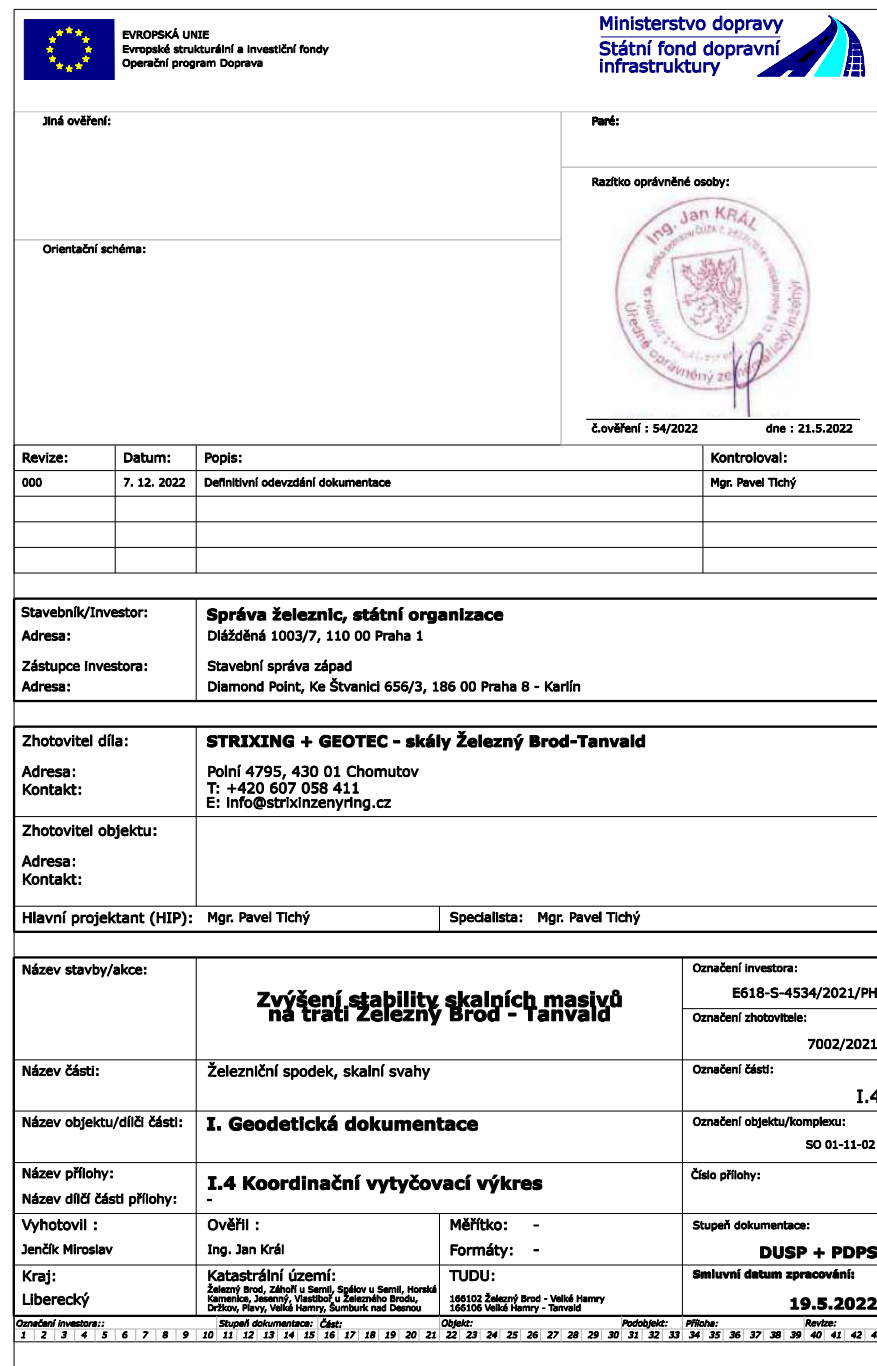 EVROPSKÁ UNIE
Evropské strukturální a investiční fondy
Operační program Doprava
Ministerstvo dopravy
Státní fond dopravní
infrastruktury
Jiná ověření:
Paré:
Razítko oprávněné osoby:
Ing. Jan KRÁL
Úředně oprávněný zeměměřický inženýr
Orientační schéma:
č.ověření : 54/2022 dne : 21.5.2022
Revize: Datum: Popis: Kontroloval:
000 7. 12. 2022 Definitivní odevzdání dokumentace Mgr. Pavel Tichý
Stavebník/Investor: Správa železnic, státní organizace
Adresa: Dlážděná 1003/7, 110 00 Praha 1
Zástupce investora: Stavební správa západ
Adresa: Diamond Point, Ke Štvanici 656/3, 186 00 Praha 8 - Karlín
Zhotovitel díla: STRIXING + GEOTEC - skály Železný Brod-Tanvald
Adresa: Polní 4795, 430 01 Chomutov
Kontakt: T: +420 607 058 411
E: info@strixinzenyring.cz
Zhotovitel objektu:
Adresa:
Kontakt:
Hlavní projektant (HIP): Mgr. Pavel Tichý Specialista: Mgr. Pavel Tichý
Název stavby/akce: Zvýšení stability skalních masivů
na trati Železný Brod - Tanvald
Označení investora:
E618-S-4534/2021/PH
Označení zhotovitele:
7002/2021
Název části: Železniční spodek, skalní svahy Označení části:
I.4
Název objektu/dílčí části: I. Geodetická dokumentace Označení objektu/komplexu:
SO 01-11-02
Název přílohy: I.4 Koordinační vytyčovací výkres Číslo přílohy:
Název dílčí části přílohy: -
Vyhotovil : Ověřil : Měřítko: - Stupeň dokumentace:
Jenčík Miroslav Ing. Jan Král Formáty: - DUSP + PDPS
Kraj: Katastrální území: TUDU: Smluvní datum zpracování:
Liberecký
Železný Brod, Záhoří u Semil, Spálov u Semil, Horská
Kamenice, Jesenný, Vlastiboř u Železného Brodu,
Držkov, Plavy, Velké Hamry, Šumburk nad Desnou
166102 Železný Brod - Velké Hamry
166106 Velké Hamry - Tanvald
19.5.2022
Označení investora:: Stupeň dokumentace: Část: Objekt: Podobjekt: Příloha: Revize:
1 2 3 4 5 6 7 8 9 10 11 12 13 14 15 16 17 18 19 20 21 22 23 24 25 26 27 28 29 30 31 32 33 34 35 36 37 38 39 40 41 42 4